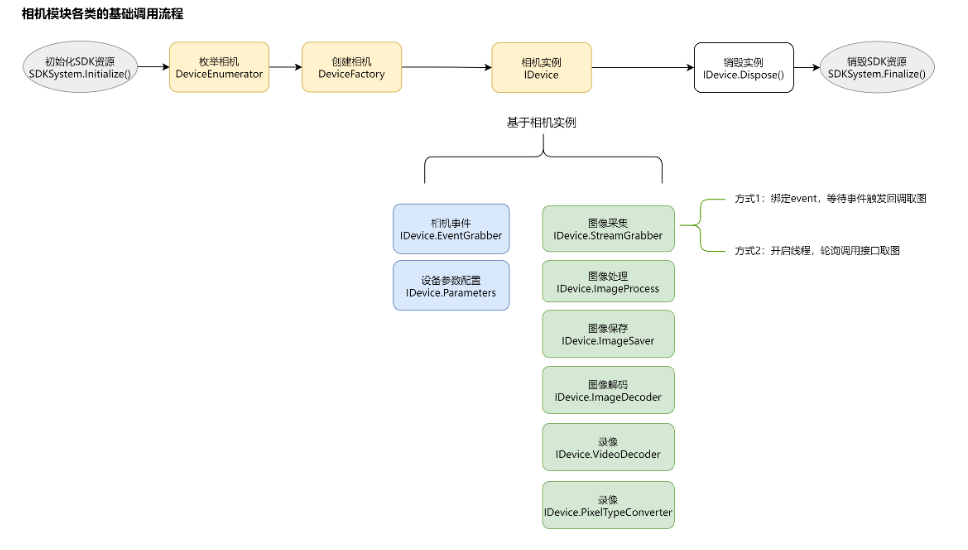 相机模块各类的基础调用流程
初始化SDK资源
SDKSystem.Initialize()
枚举相机
DeviceEnumerator
创建相机
DeviceFactory
相机实例
IDevice
销毁实例
IDevice.Dispose()
销毁SDK资源
SDKSystem.Finalize()
基于相机实例
相机事件
IDevice.EventGrabber
设备参数配置
IDevice.Parameters
图像采集
IDevice.StreamGrabber
方式1：绑定event，等待事件触发回调取图
方式2：开启线程，轮询调用接口取图
图像处理
IDevice.ImageProcess
图像保存
IDevice.ImageSaver
图像解码
IDevice.ImageDecoder
录像
IDevice.VideoDecoder
录像
IDevice.PixelTypeConverter